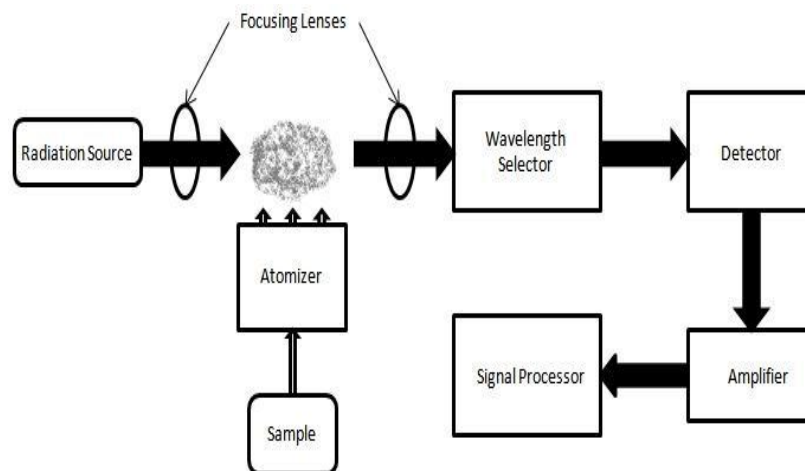 Focusing Lenses
Radiation Source
Wavelength
Selector
Detector
Atomizer
Signal Processor
Amplifier
Sample